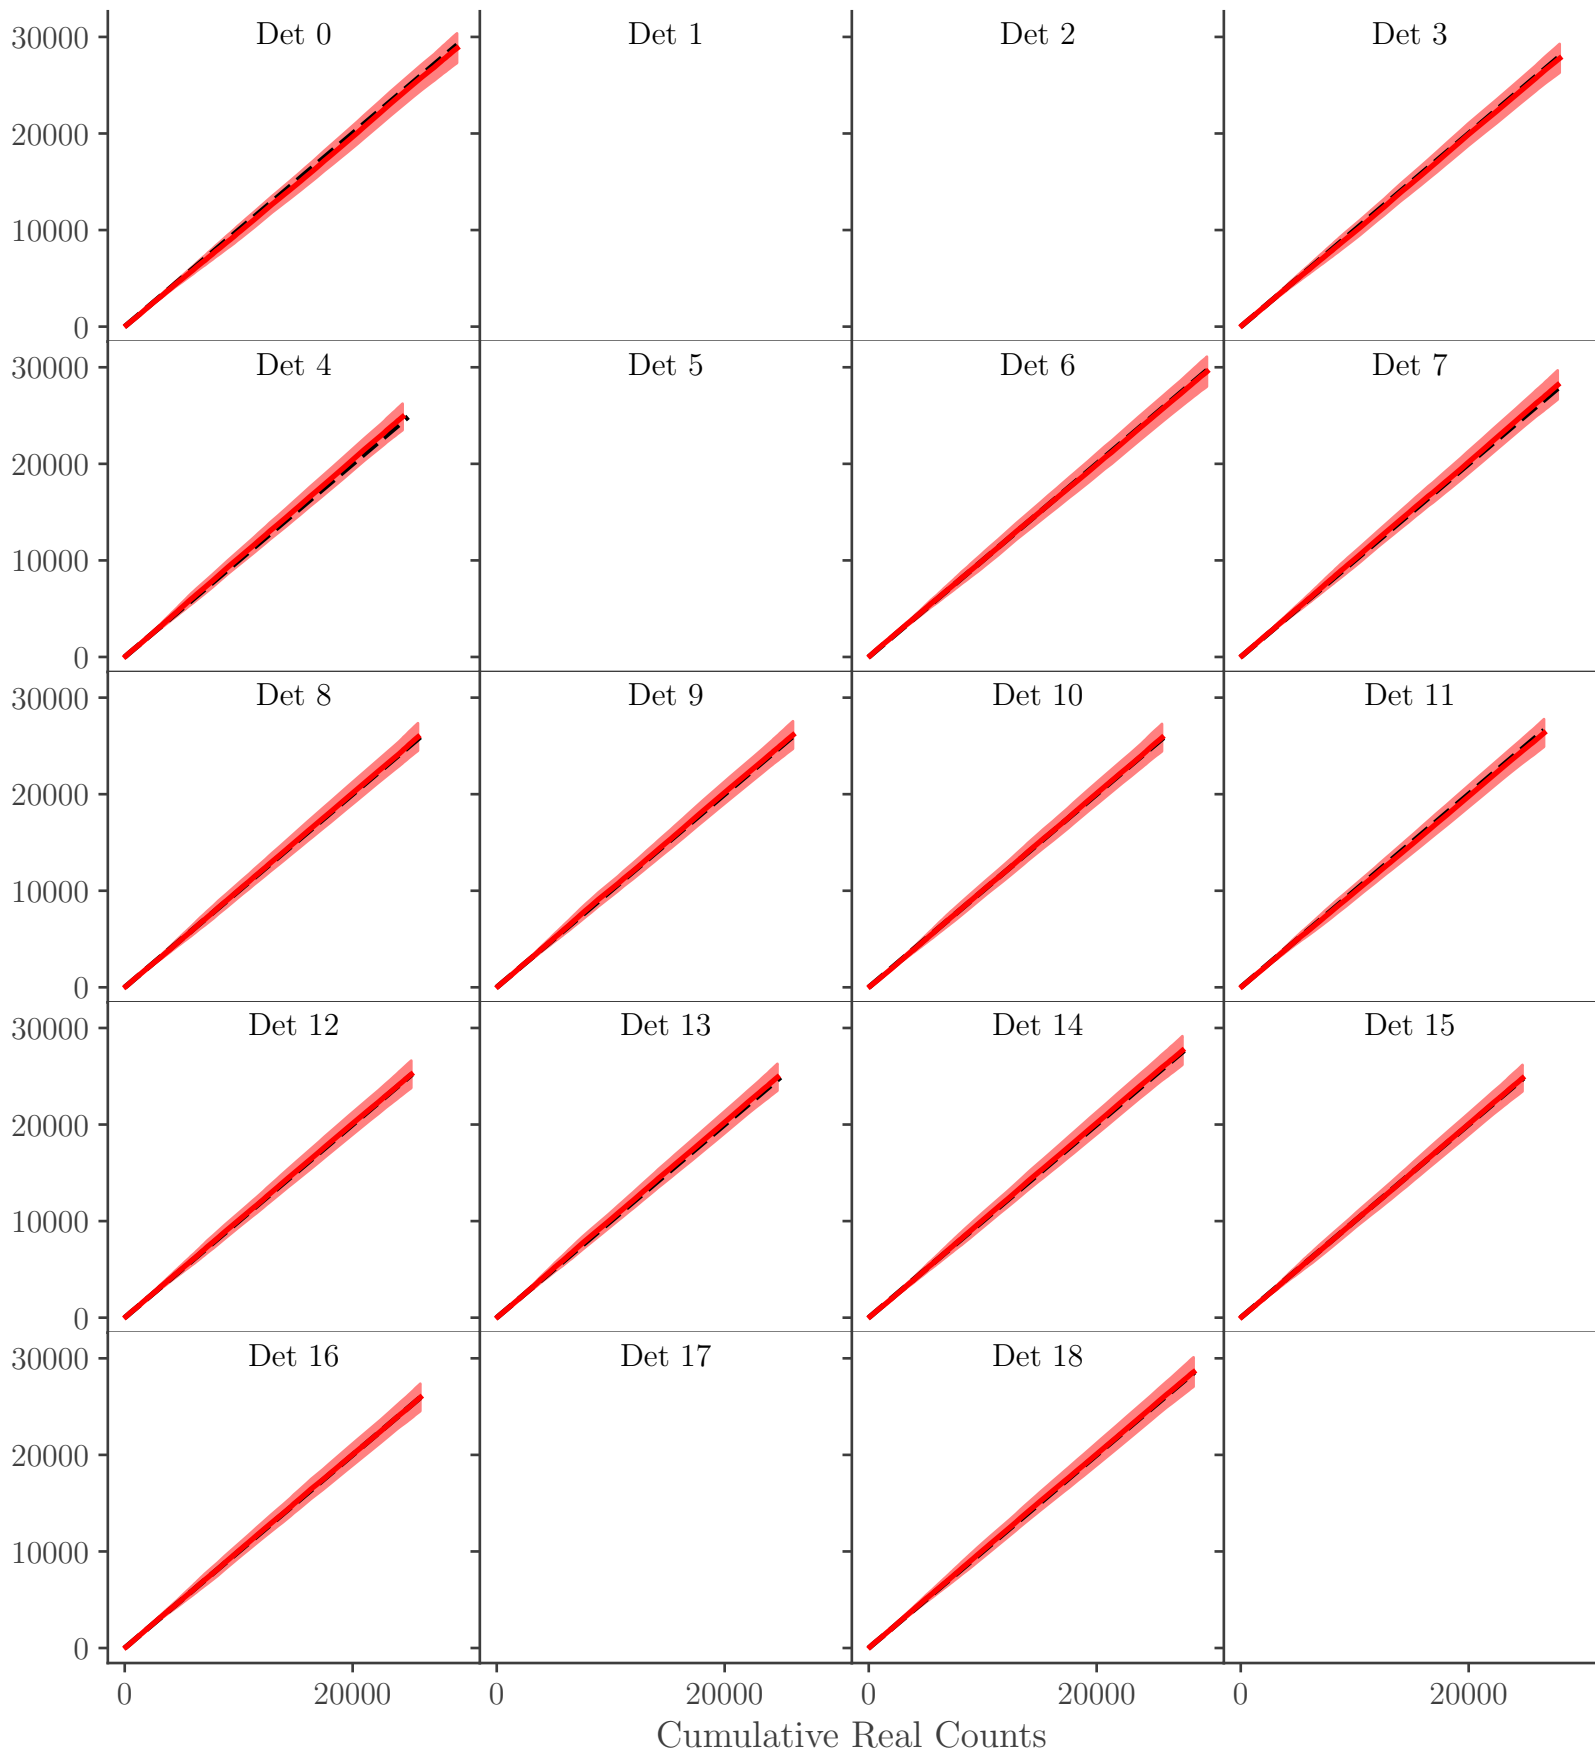 30000 Det 0 Det 1 Det 2 Det 3
20000
10000
0
30000 Det 4 Det 5 Det 6 Det 7
20000
10000
0
30000 Det 8 Det 9 Det 10 Det 11
20000
10000
0
30000 Det 12 Det 13 Det 14 Det 15
20000
10000
0
30000 Det 16 Det 17 Det 18
20000
10000
0
0 20000 0 20000 0 20000 0 20000
Cumulative Real Counts